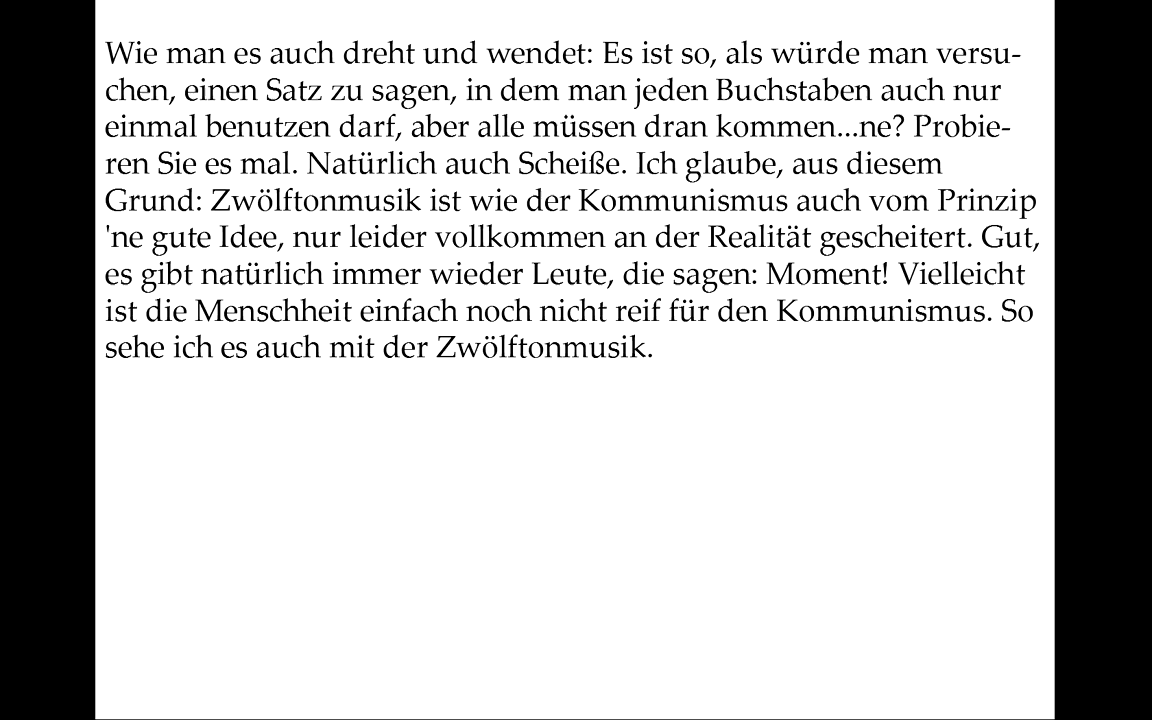 Wie man es auch dreht und wendet: Es ist so, als würde man versu-
chen, einen Satz zu sagen, in dem man jeden Buchstaben auch nur
einmal benutzen darf, aber alle müssen dran kommen...ne? Probie-
ren Sie es mal. Natürlich auch Scheiße. Ich glaube, aus diesem
Grund: Zwölftonmusik ist wie der Kommunismus auch vom Prinzip
'ne gute Idee, nur leider vollkommen an der Realität gescheitert. Gut,
es gibt natürlich immer wieder Leute, die sagen: Moment! Vielleicht
ist die Menschheit einfach noch nicht reif für den Kommunismus. So
sehe ich es auch mit der Zwölftonmusik.